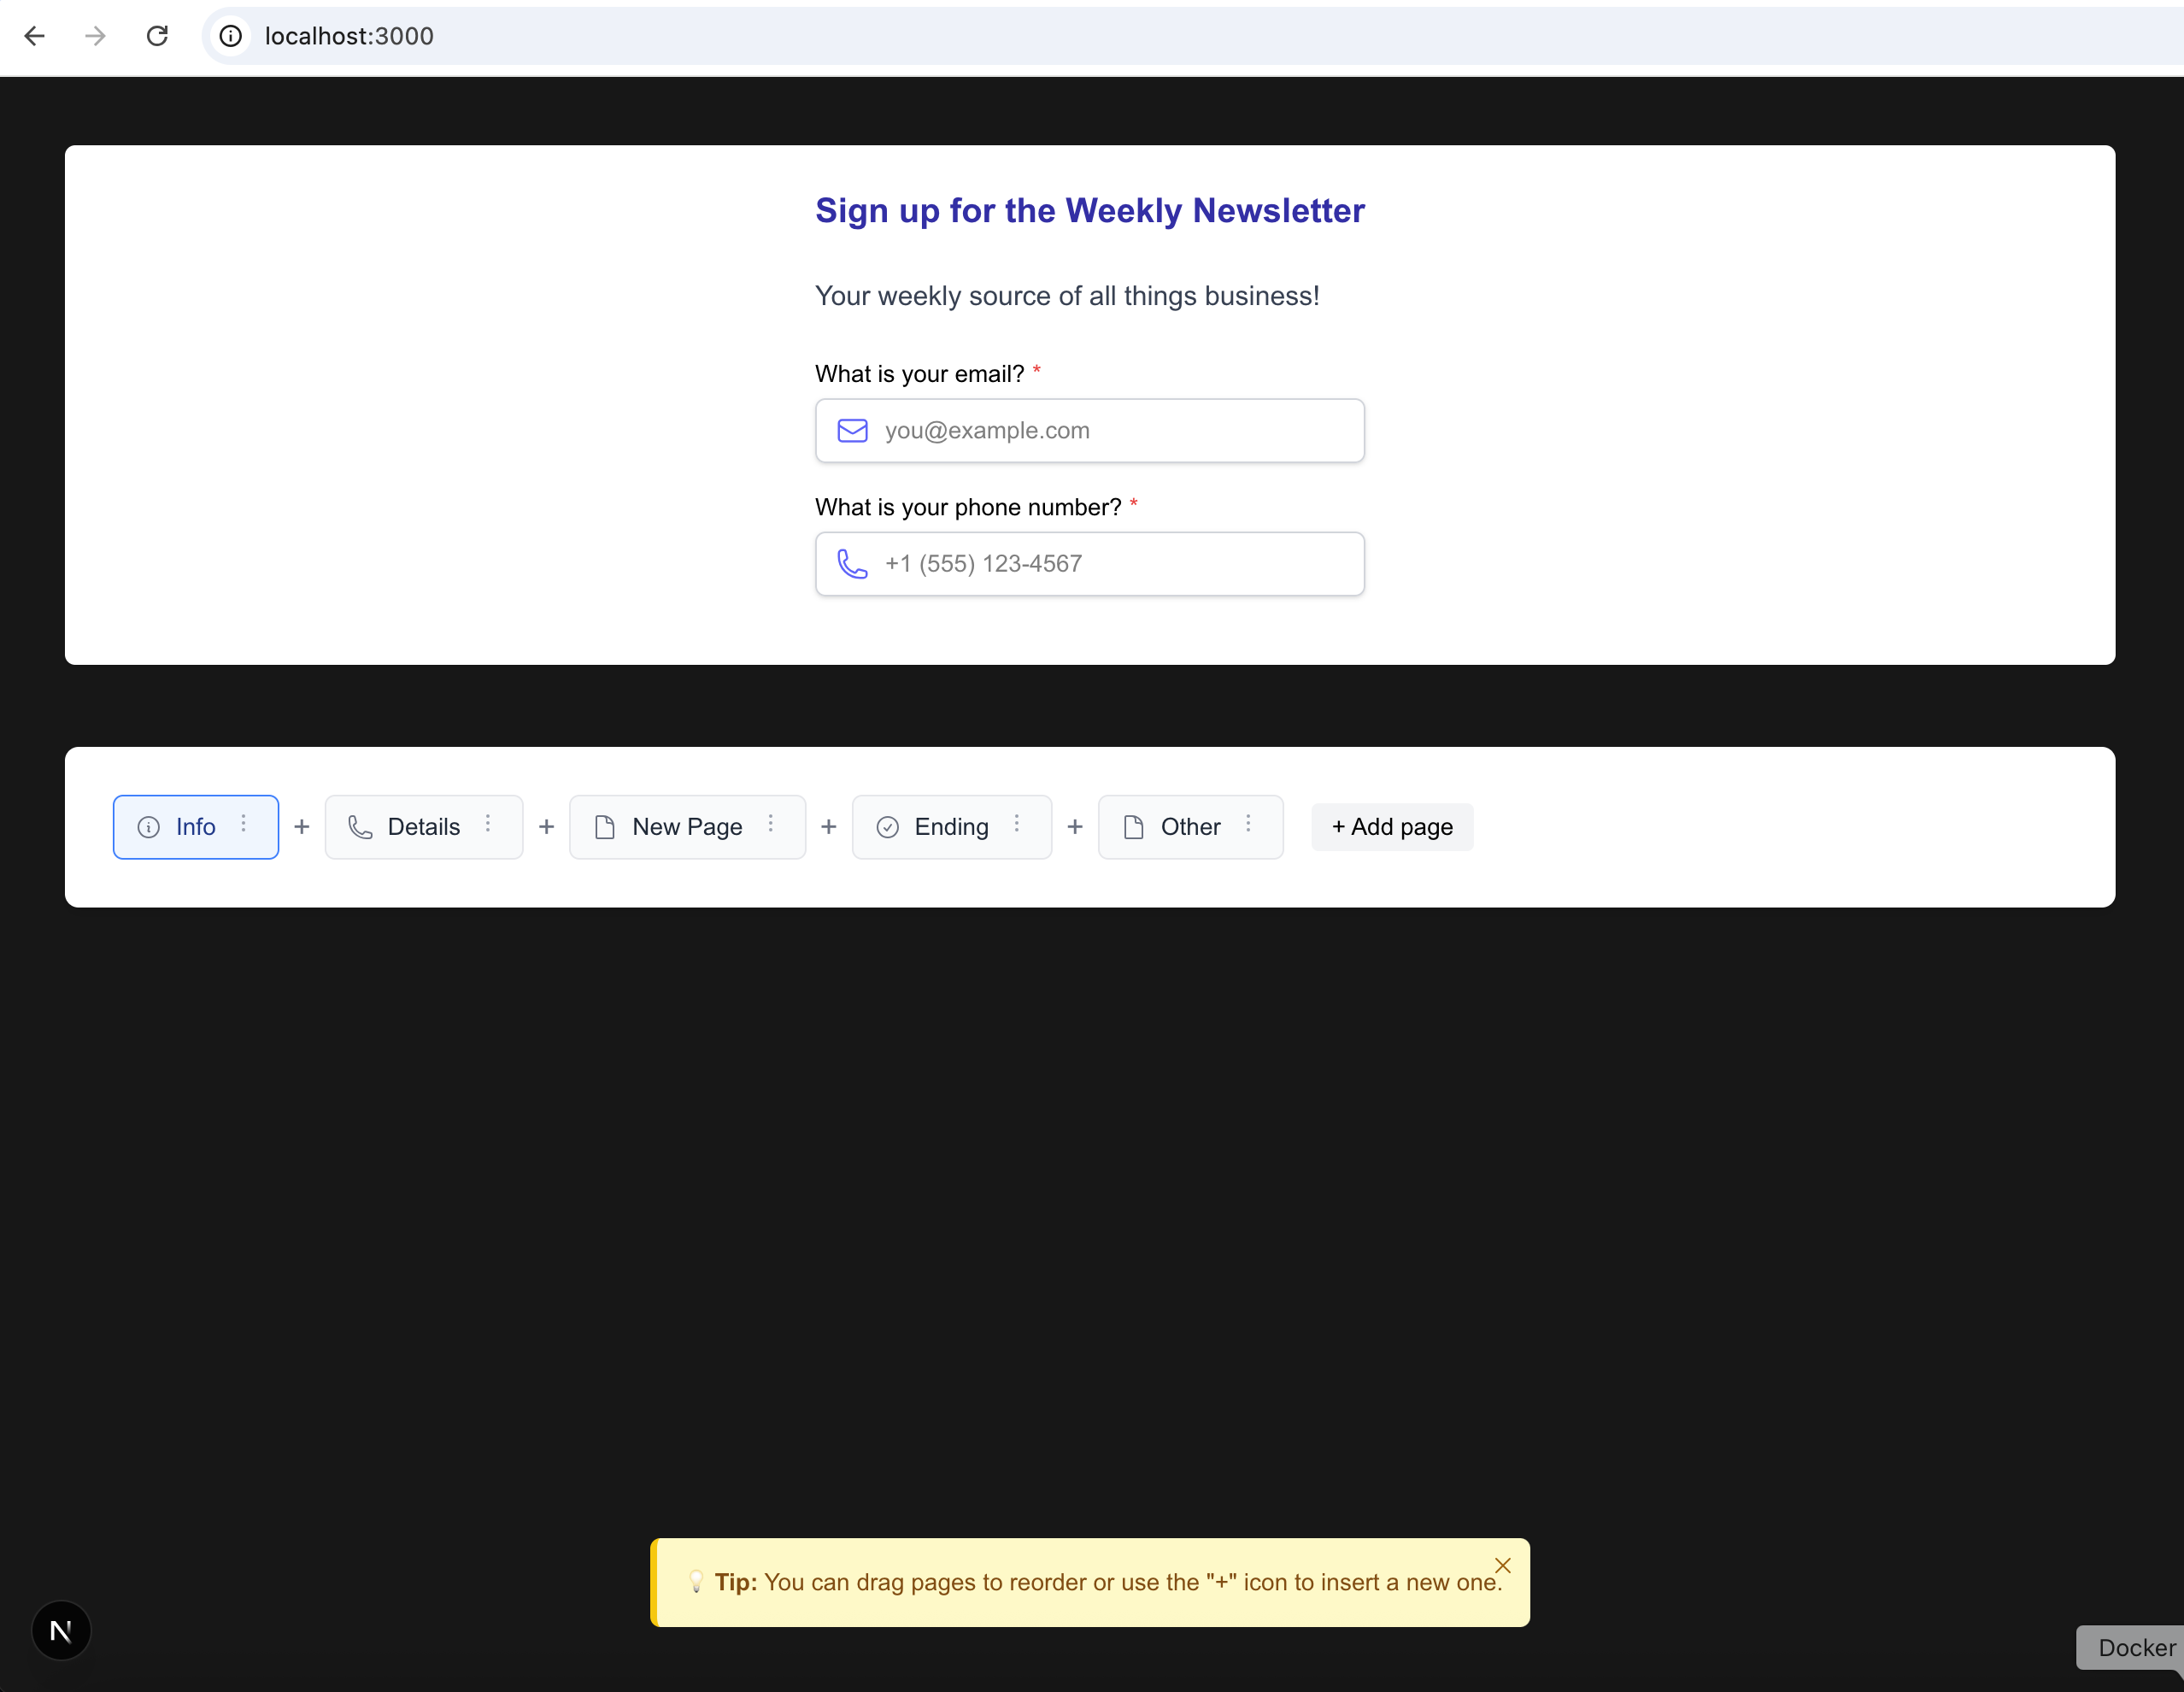 localhost:3000
Sign up for the Weekly Newsletter
Your weekly source of all things business!
What is your email? *
you@example.com
What is your phone number? *
+1 (555) 123-4567
Info + Details + New Page + Ending + Other + Add page
💡 Tip: You can drag pages to reorder or use the "+" icon to insert a new one.
N
Docker